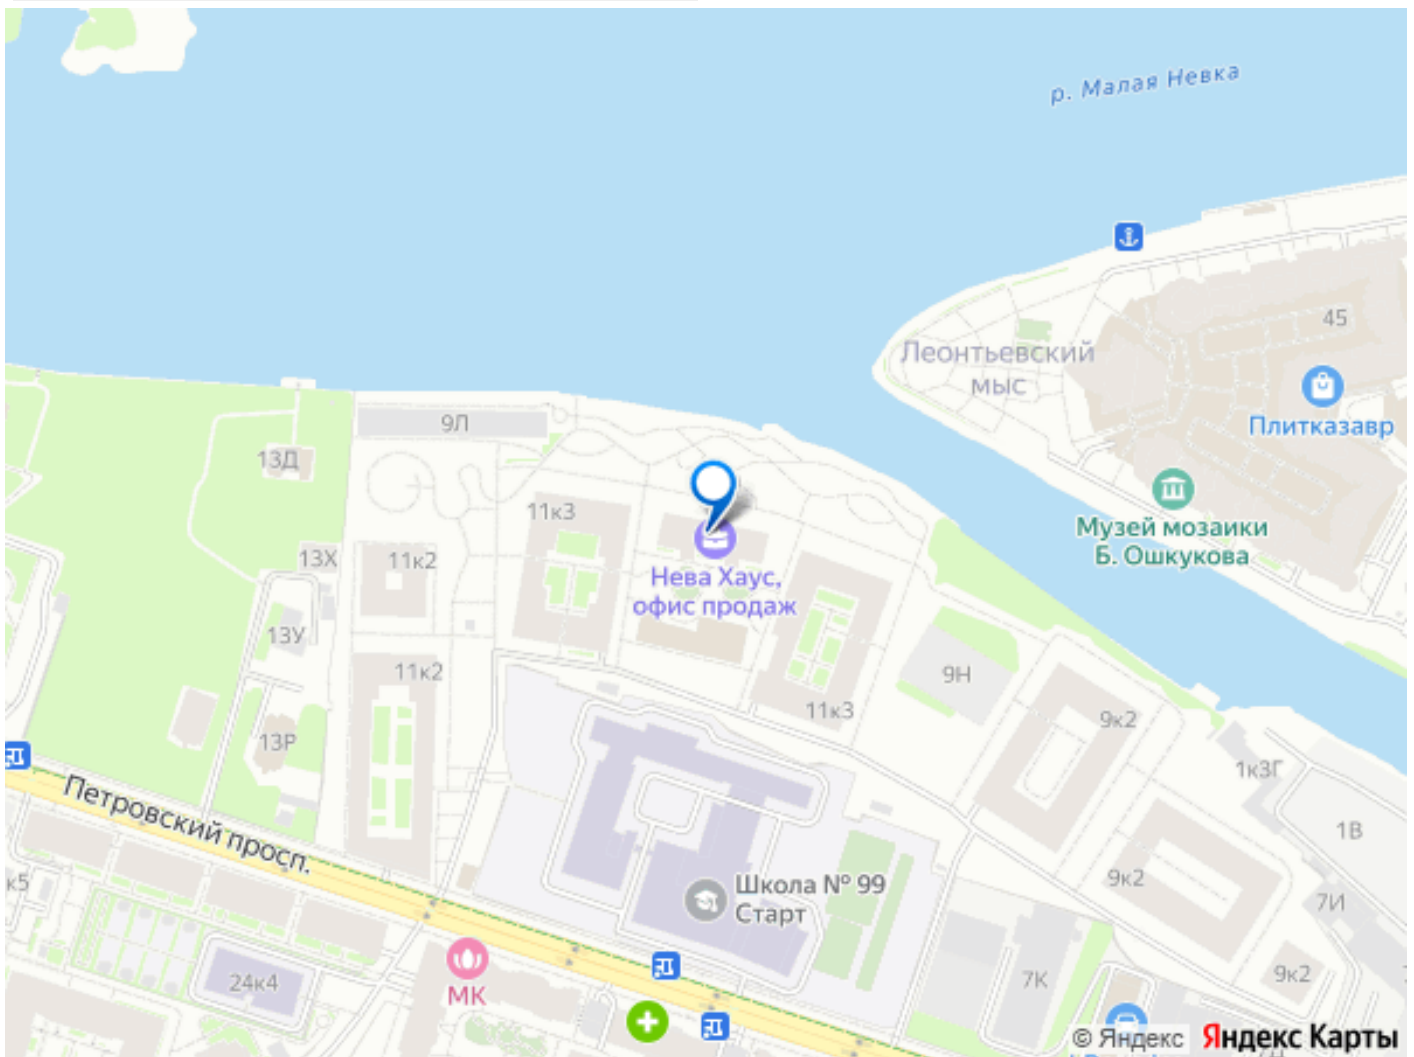 р. Малая Невка
45
Леонтьевский
мыс
Плитказавр
9Л
13Д
Музей мозаики
Б. Ошкукова
11к3
13Х
11к2
Нева Хаус,
офис продаж
13У
11к2
9Н
11к3
9к2
13Р
1к3Г
Петровский просп.
1В
к5
Школа № 99
Старт
9к2
7И
24к4
МК
7К
9к2
© Яндекс Яндекс Карты